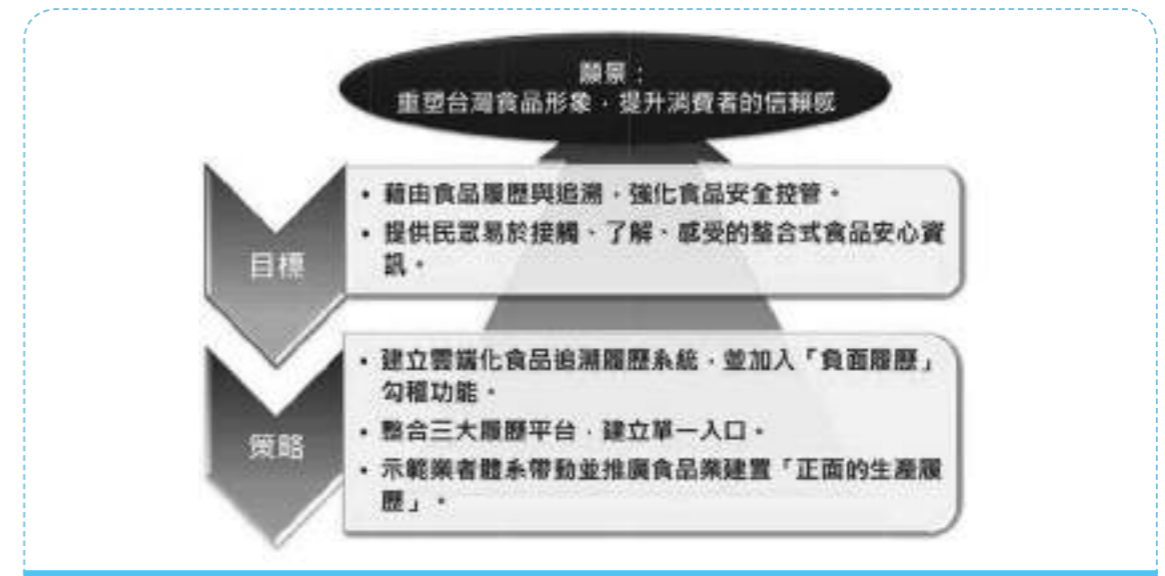 願景：
重塑台灣食品形象，提升消費者的信賴感
目標
• 藉由食品履歷與追溯，強化食品安全控管。
• 提供民眾易於接觸、了解、感受的整合式食品安心資
訊。
策略
• 建立雲端化食品追溯履歷系統，並加入「負面履歷」
勾稽功能。
• 整合三大履歷平台，建立單一入口。
• 示範業者體系帶動並推廣食品業建置「正面的生產履
歷」。